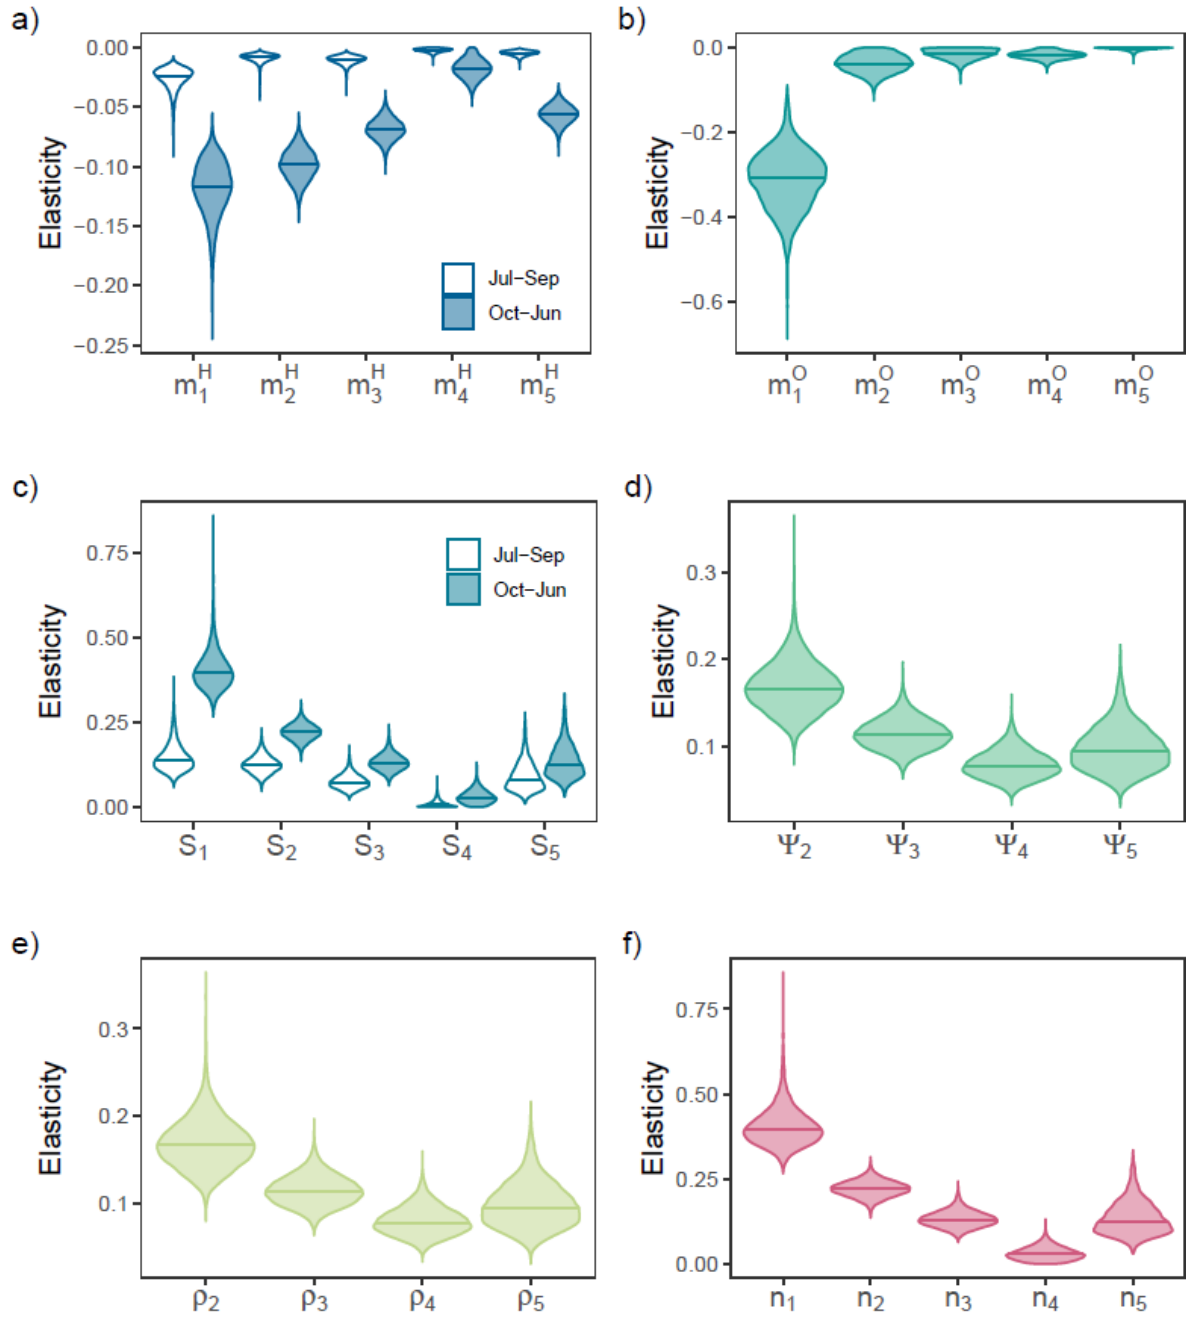 a)
0.00
−0.05
−0.10
−0.15
−0.20
−0.25
Elasticity
Jul−Sep
Oct−Jun
m₁ᴴ m₂ᴴ m₃ᴴ m₄ᴴ m₅ᴴ
b)
0.0
−0.2
−0.4
−0.6
Elasticity
m₁ᴼ m₂ᴼ m₃ᴼ m₄ᴼ m₅ᴼ
c)
0.75
0.50
0.25
0.00
Elasticity
Jul−Sep
Oct−Jun
S₁ S₂ S₃ S₄ S₅
d)
0.3
0.2
0.1
Elasticity
Ψ₂ Ψ₃ Ψ₄ Ψ₅
e)
0.3
0.2
0.1
Elasticity
ρ₂ ρ₃ ρ₄ ρ₅
f)
0.75
0.50
0.25
0.00
Elasticity
n₁ n₂ n₃ n₄ n₅